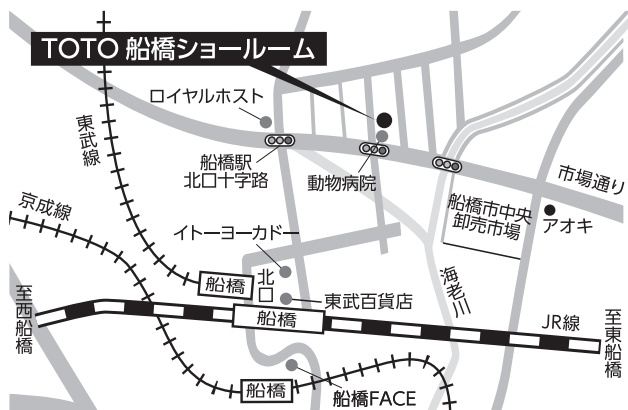 TOTO 船橋ショールーム
ロイヤルホスト
東武線
船橋駅
北口十字路
動物病院
市場通り
京成線
船橋市中央
卸売市場
アオキ
イトーヨーカドー
船橋
北口
海老川
東武百貨店
至西船橋
船橋
JR線
至東船橋
船橋
船橋FACE